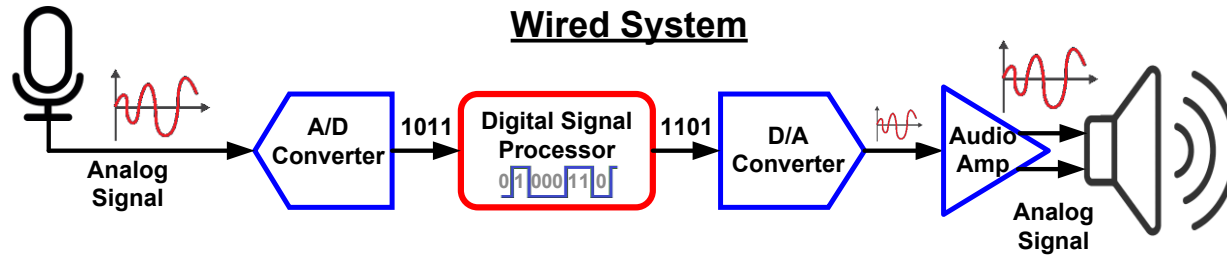 Wired System
Analog
Signal
A/D
Converter
1011
Digital Signal
Processor
0 1 000 11 0
1101
D/A
Converter
Audio
Amp
Analog
Signal